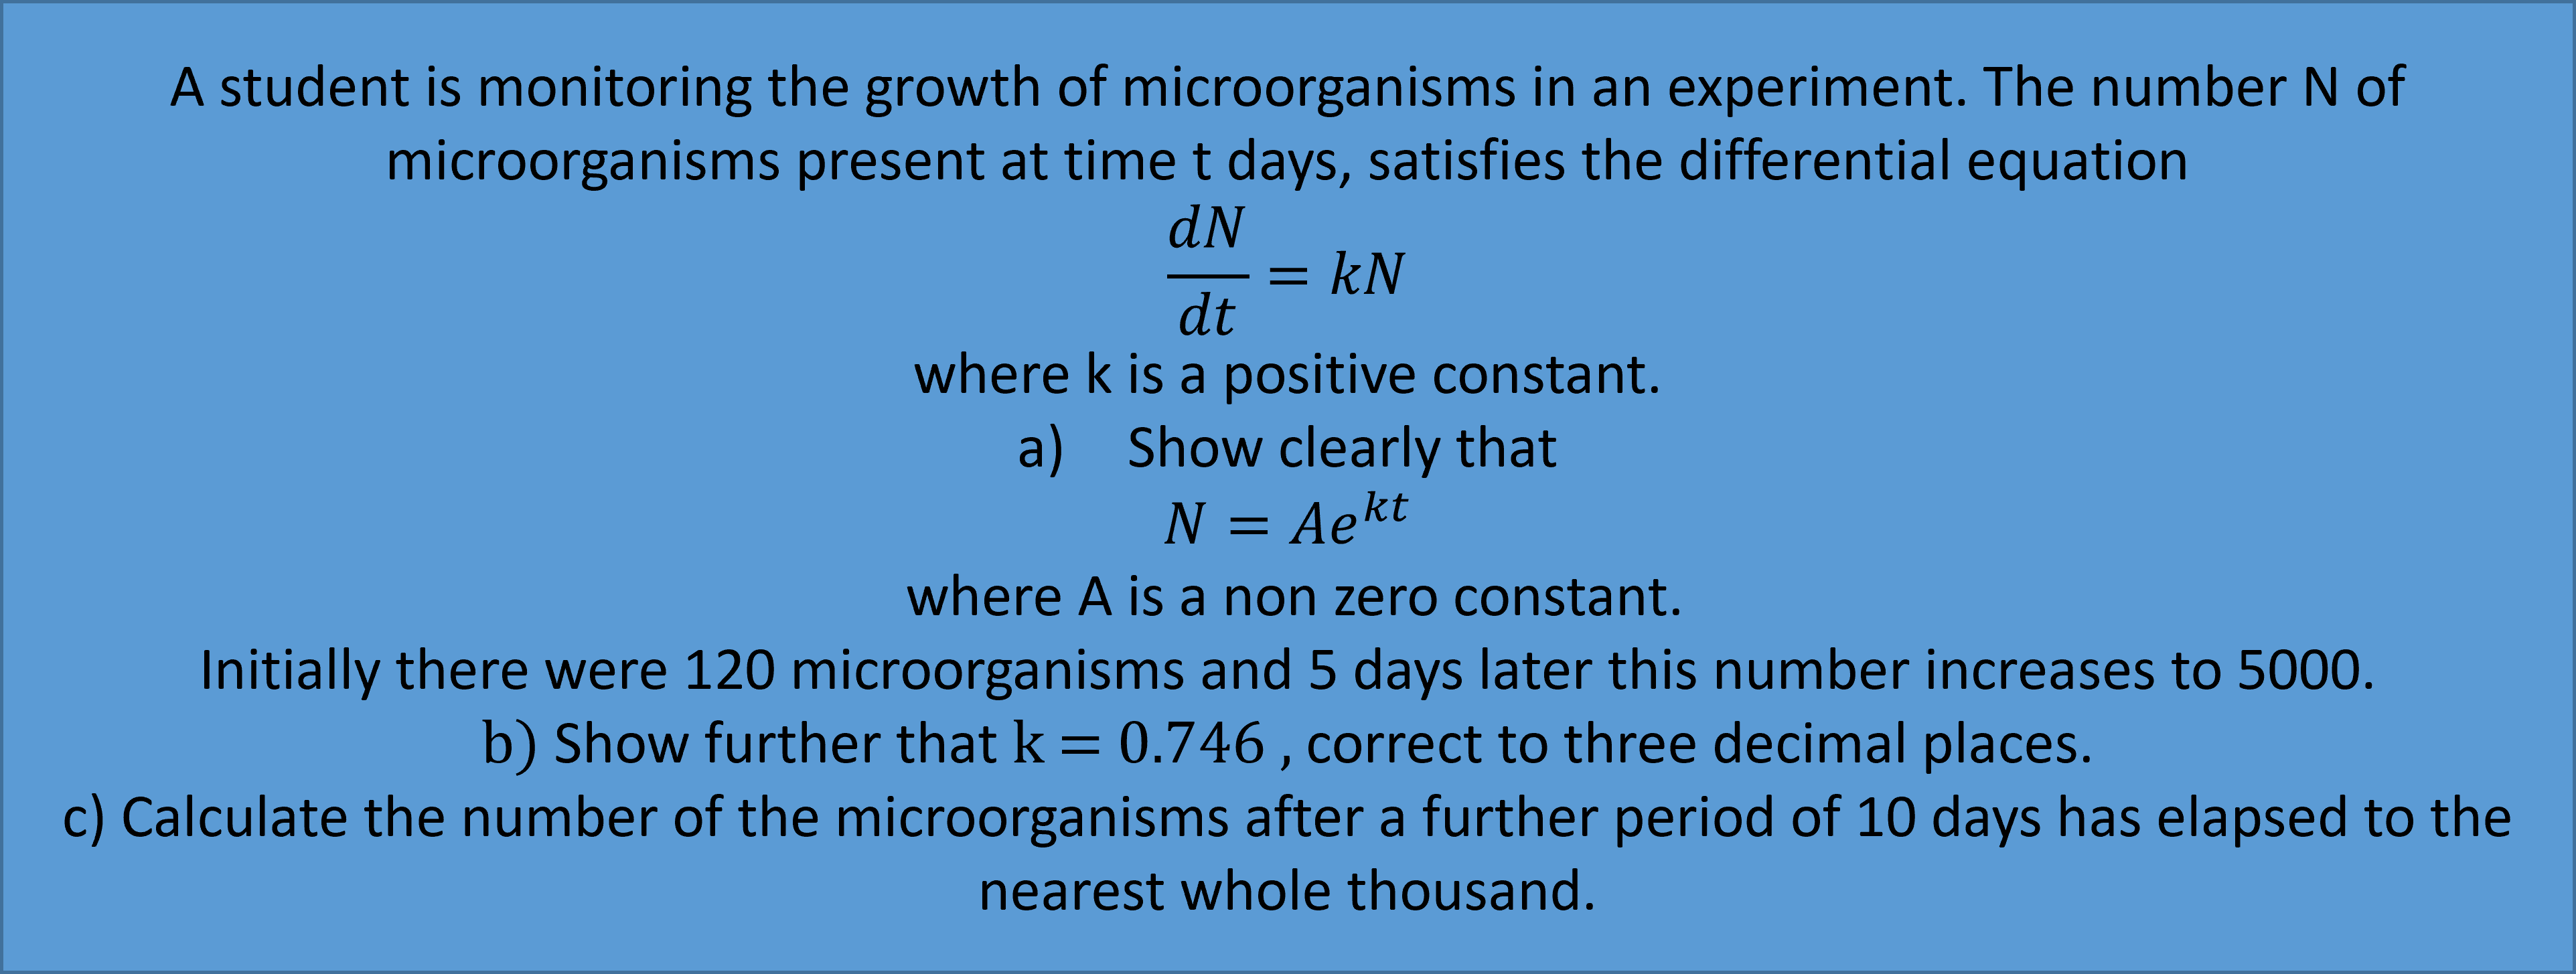 A student is monitoring the growth of microorganisms in an experiment. The number N of
microorganisms present at time t days, satisfies the differential equation
dN/dt = kN
where k is a positive constant.
a) Show clearly that
N = Ae^{kt}
where A is a non zero constant.
Initially there were 120 microorganisms and 5 days later this number increases to 5000.
b) Show further that k = 0.746 , correct to three decimal places.
c) Calculate the number of the microorganisms after a further period of 10 days has elapsed to the
nearest whole thousand.